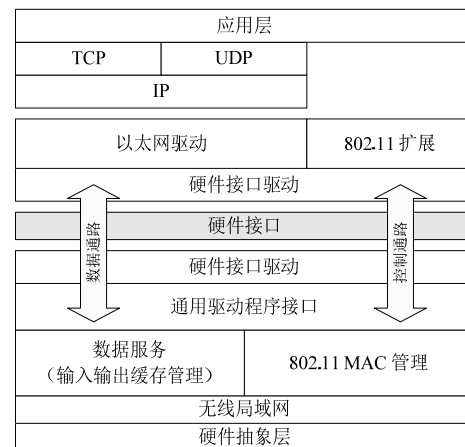 应用层
TCP UDP
IP
以太网驱动 802.11 扩展
硬件接口驱动
硬件接口
硬件接口驱动
数据通路
控制通路
通用驱动程序接口
数据服务
（输入输出缓存管理） 802.11 MAC 管理
无线局域网
硬件抽象层